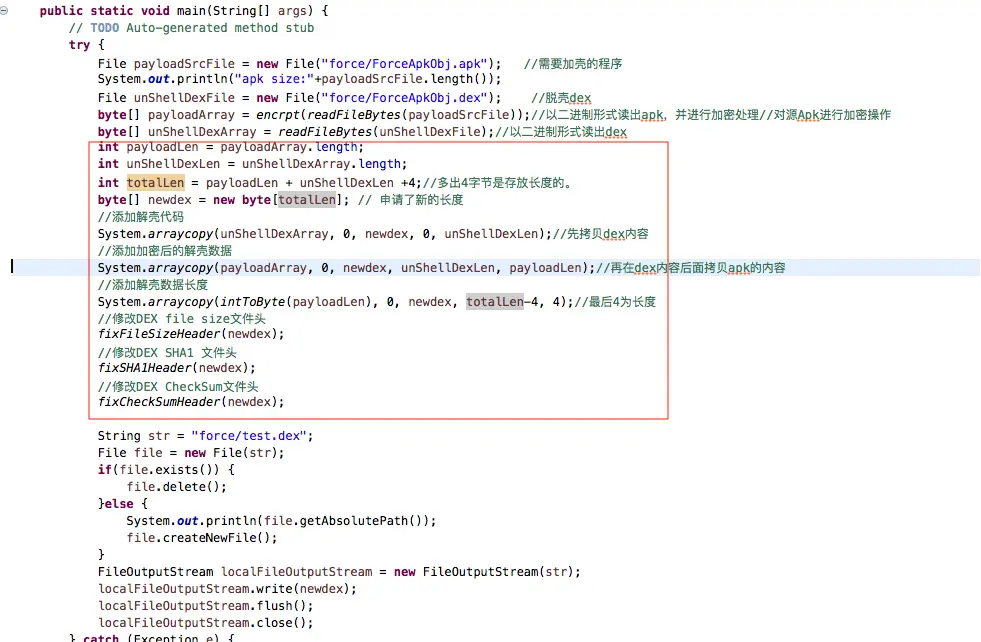 public static void main(String[] args) {
// TODO Auto-generated method stub
try {
File payloadSrcFile = new File("force/ForceApkObj.apk");   //需要加壳的程序
System.out.println("apk size:"+payloadSrcFile.length());
File unShellDexFile = new File("force/ForceApkObj.dex");    //脱壳dex
byte[] payloadArray = encrpt(readFileBytes(payloadSrcFile));//以二进制形式读出apk，并进行加密处理//对源Apk进行加密操作
byte[] unShellDexArray = readFileBytes(unShellDexFile);//以二进制形式读出dex
int payloadLen = payloadArray.length;
int unShellDexLen = unShellDexArray.length;
int totalLen = payloadLen + unShellDexLen +4;//多出4字节是存放长度的。
byte[] newdex = new byte[totalLen]; // 申请了新的长度
//添加解壳代码
System.arraycopy(unShellDexArray, 0, newdex, 0, unShellDexLen);//先拷贝dex内容
//添加加密后的解壳数据
System.arraycopy(payloadArray, 0, newdex, unShellDexLen, payloadLen);//再在dex内容后面拷贝apk的内容
//添加解壳数据长度
System.arraycopy(intToByte(payloadLen), 0, newdex, totalLen-4, 4);//最后4为长度
//修改DEX file size文件头
fixFileSizeHeader(newdex);
//修改DEX SHA1 文件头
fixSHA1Header(newdex);
//修改DEX CheckSum文件头
fixCheckSumHeader(newdex);
String str = "force/test.dex";
File file = new File(str);
if(file.exists()) {
file.delete();
}else {
System.out.println(file.getAbsolutePath());
file.createNewFile();
}
FileOutputStream localFileOutputStream = new FileOutputStream(str);
localFileOutputStream.write(newdex);
localFileOutputStream.flush();
localFileOutputStream.close();
} catch (Exception e) {